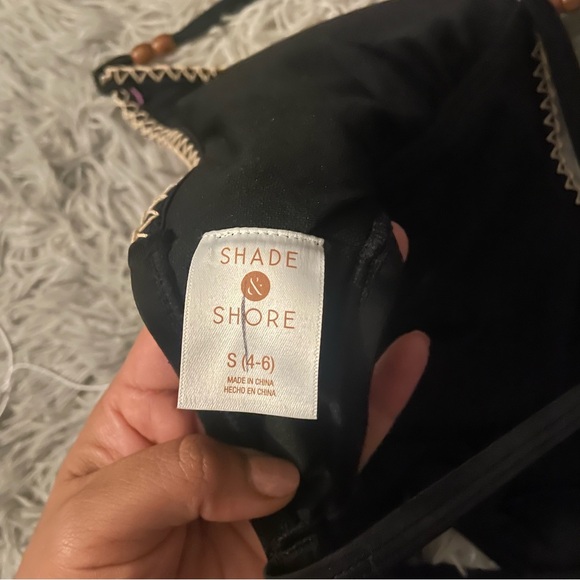 SHADE
&
SHORE
S (4-6)
MADE IN CHINA
HECHO EN CHINA